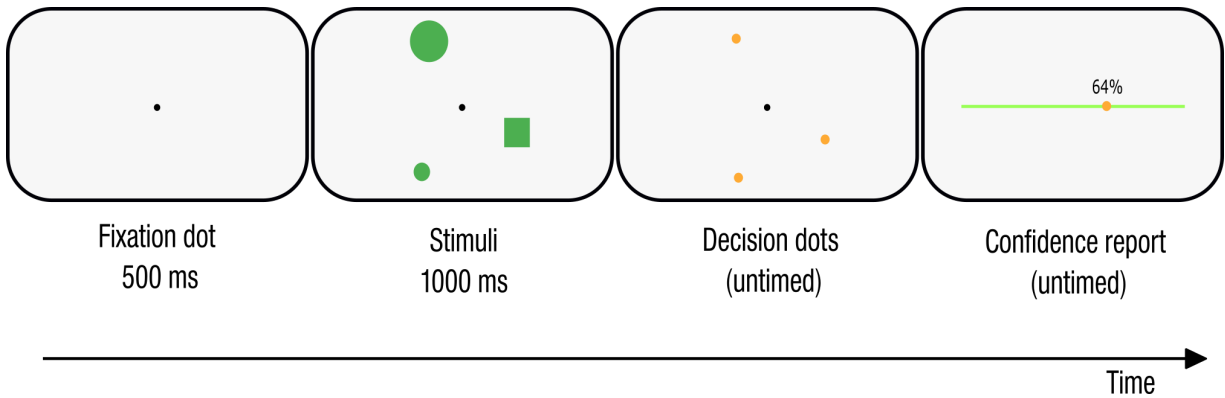 64%
Fixation dot
500 ms
Stimuli
1000 ms
Decision dots
(untimed)
Confidence report
(untimed)
Time